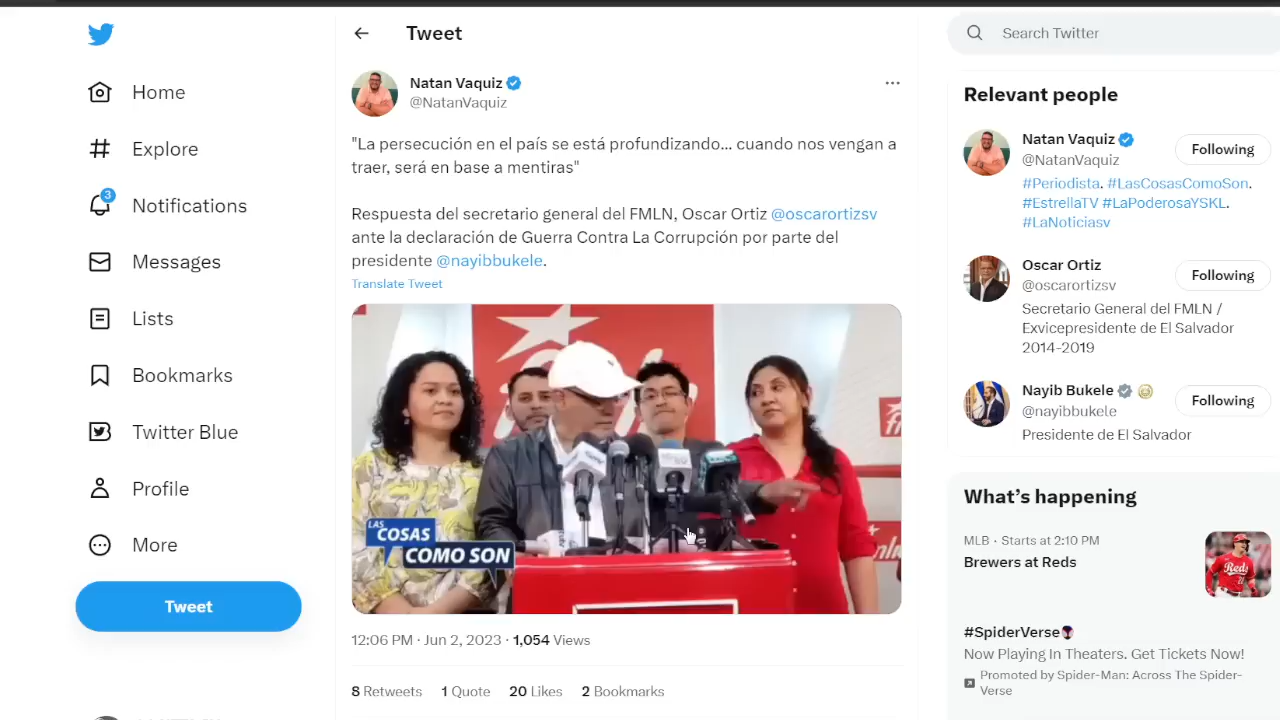 Tweet
Search Twitter
Home
Explore
3
Notifications
Messages
Lists
Bookmarks
Twitter Blue
Profile
More
Tweet
Natan Vaquiz
@NatanVaquiz
"La persecución en el país se está profundizando... cuando nos vengan a
traer, será en base a mentiras"
Respuesta del secretario general del FMLN, Oscar Ortiz @oscarortizsv
ante la declaración de Guerra Contra La Corrupción por parte del
presidente @nayibbukele.
Translate Tweet
LAS
COSAS
COMO SON
12:06 PM · Jun 2, 2023 · 1,054 Views
8 Retweets 1 Quote 20 Likes 2 Bookmarks
Relevant people
Natan Vaquiz
@NatanVaquiz
Following
#Periodista. #LasCosasComoSon.
#EstrellaTV #LaPoderosaYSKL.
#LaNoticiasv
Oscar Ortiz
@oscarortizsv
Following
Secretario General del FMLN /
Exvicepresidente de El Salvador
2014-2019
Nayib Bukele
@nayibbukele
Following
Presidente de El Salvador
What's happening
MLB · Starts at 2:10 PM
Brewers at Reds
Reds
#SpiderVerse
Now Playing In Theaters. Get Tickets Now!
Promoted by Spider-Man: Across The Spider-
Verse